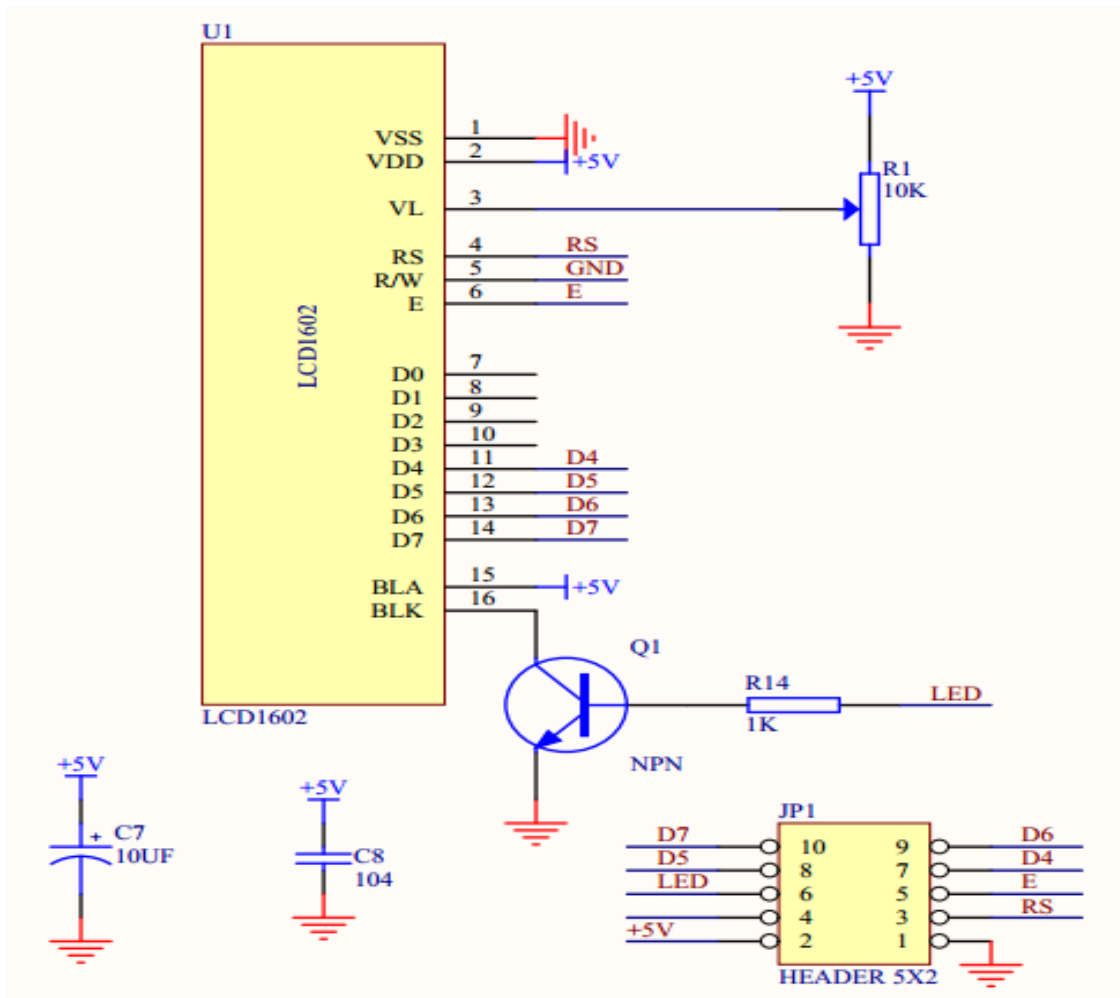 U1
VSS 1
VDD 2 +5V
VL 3
RS 4 RS
R/W 5 GND
E 6 E
LCD1602
D0 7
D1 8
D2 9
D3 10
D4 11 D4
D5 12 D5
D6 13 D6
D7 14 D7
BLA 15 +5V
BLK 16
LCD1602
+5V
R1
10K
Q1
NPN
R14
1K
LED
+5V
+ C7
10UF
+5V
C8
104
JP1
D7 10 9 D6
D5 8 7 D4
LED 6 5 E
4 3 RS
+5V 2 1
HEADER 5X2